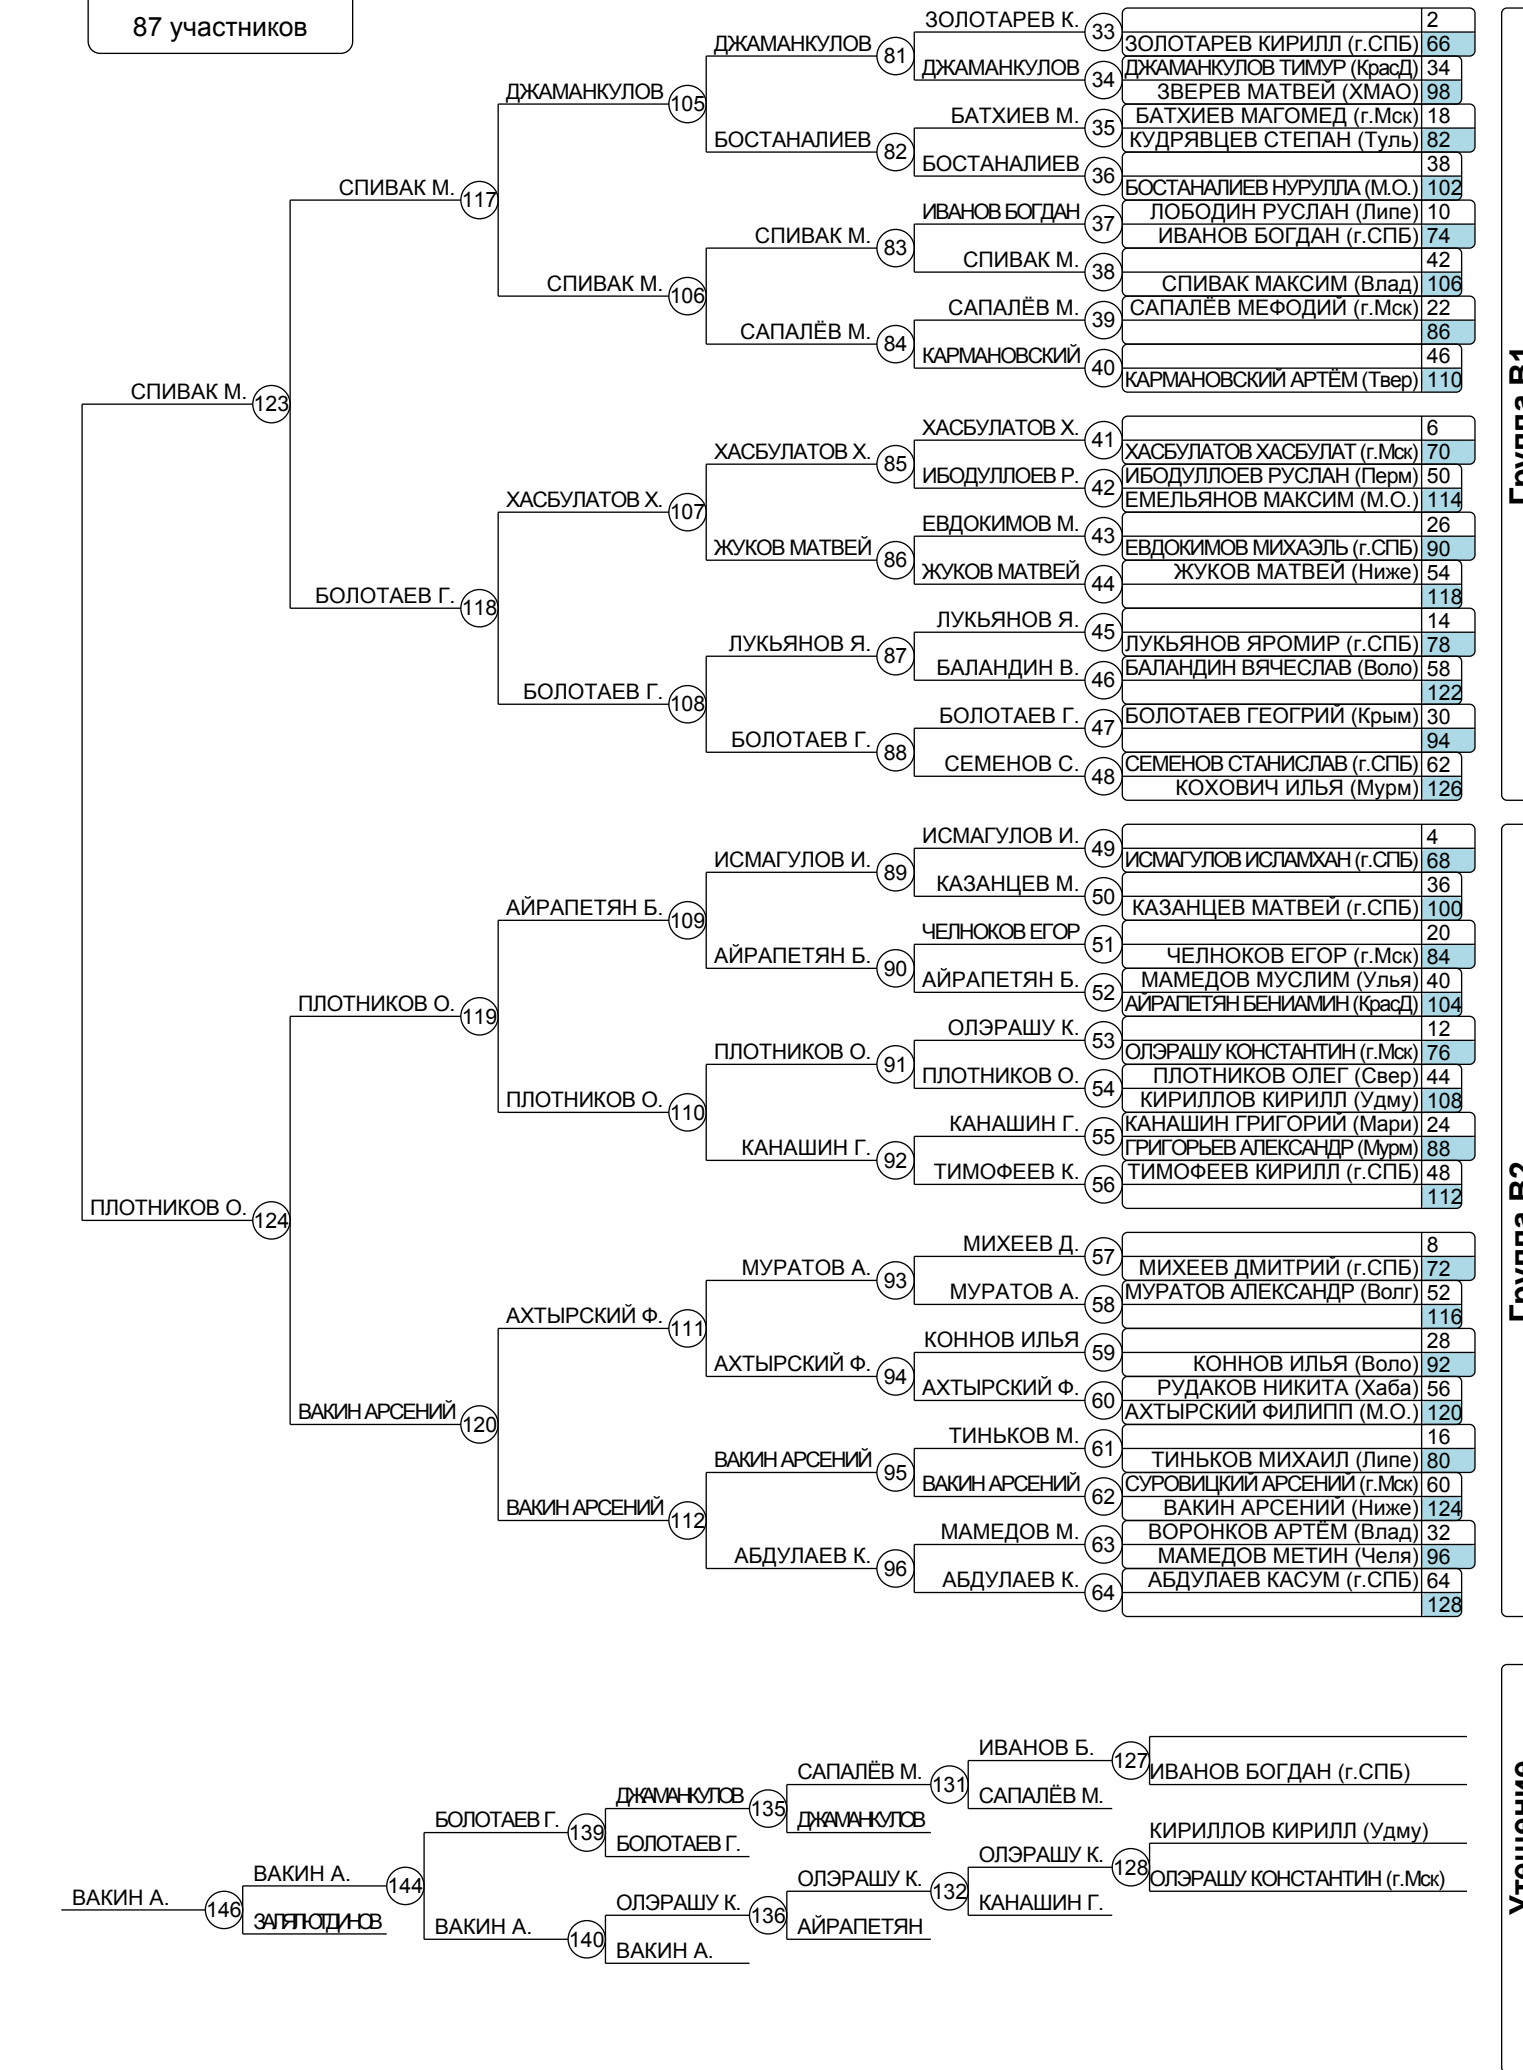 87 участников
ЗОЛОТАРЕВ К.
33
2
ЗОЛОТАРЕВ КИРИЛЛ (г.СПБ) 66
ДЖАМАНКУЛОВ
81
ДЖАМАНКУЛОВ
34
ДЖАМАНКУЛОВ ТИМУР (КрасД) 34
ЗВЕРЕВ МАТВЕЙ (ХМАО) 98
ДЖАМАНКУЛОВ
105
БАТХИЕВ М.
35
БАТХИЕВ МАГОМЕД (г.Мск) 18
КУДРЯВЦЕВ СТЕПАН (Туль) 82
БОСТАНАЛИЕВ
82
БОСТАНАЛИЕВ
36
38
БОСТАНАЛИЕВ НУРУЛЛА (М.О.) 102
СПИВАК М.
117
ИВАНОВ БОГДАН
37
ЛОБОДИН РУСЛАН (Липе) 10
ИВАНОВ БОГДАН (г.СПБ) 74
СПИВАК М.
83
СПИВАК М.
38
42
СПИВАК МАКСИМ (Влад) 106
СПИВАК М.
106
САПАЛЁВ М.
39
САПАЛЁВ МЕФОДИЙ (г.Мск) 22
86
САПАЛЁВ М.
84
КАРМАНОВСКИЙ
40
46
КАРМАНОВСКИЙ АРТЁМ (Твер) 110
СПИВАК М.
123
ХАСБУЛАТОВ Х.
41
6
ХАСБУЛАТОВ ХАСБУЛАТ (г.Мск) 70
ХАСБУЛАТОВ Х.
85
ИБОДУЛЛОЕВ Р.
42
ИБОДУЛЛОЕВ РУСЛАН (Перм) 50
ЕМЕЛЬЯНОВ МАКСИМ (М.О.) 114
ХАСБУЛАТОВ Х.
107
ЕВДОКИМОВ М.
43
26
ЕВДОКИМОВ МИХАЭЛЬ (г.СПБ) 90
ЖУКОВ МАТВЕЙ
86
ЖУКОВ МАТВЕЙ
44
ЖУКОВ МАТВЕЙ (Ниже) 54
118
БОЛОТАЕВ Г.
118
ЛУКЬЯНОВ Я.
45
14
ЛУКЬЯНОВ ЯРОМИР (г.СПБ) 78
ЛУКЬЯНОВ Я.
87
БАЛАНДИН В.
46
БАЛАНДИН ВЯЧЕСЛАВ (Воло) 58
122
БОЛОТАЕВ Г.
108
БОЛОТАЕВ Г.
47
БОЛОТАЕВ ГЕОГРИЙ (Крым) 30
94
БОЛОТАЕВ Г.
88
СЕМЕНОВ С.
48
СЕМЕНОВ СТАНИСЛАВ (г.СПБ) 62
КОХОВИЧ ИЛЬЯ (Мурм) 126
Группа В1
ИСМАГУЛОВ И.
49
4
ИСМАГУЛОВ ИСЛАМХАН (г.СПБ) 68
ИСМАГУЛОВ И.
89
КАЗАНЦЕВ М.
50
36
КАЗАНЦЕВ МАТВЕЙ (г.СПБ) 100
АЙРАПЕТЯН Б.
109
ЧЕЛНОКОВ ЕГОР
51
20
ЧЕЛНОКОВ ЕГОР (г.Мск) 84
АЙРАПЕТЯН Б.
90
АЙРАПЕТЯН Б.
52
МАМЕДОВ МУСЛИМ (Улья) 40
АЙРАПЕТЯН БЕНИАМИН (КрасД) 104
ПЛОТНИКОВ О.
119
ОЛЭРАШУ К.
53
12
ОЛЭРАШУ КОНСТАНТИН (г.Мск) 76
ПЛОТНИКОВ О.
91
ПЛОТНИКОВ О.
54
ПЛОТНИКОВ ОЛЕГ (Свер) 44
КИРИЛЛОВ КИРИЛЛ (Удму) 108
ПЛОТНИКОВ О.
110
КАНАШИН Г.
55
КАНАШИН ГРИГОРИЙ (Мари) 24
ГРИГОРЬЕВ АЛЕКСАНДР (Мурм) 88
КАНАШИН Г.
92
ТИМОФЕЕВ К.
56
ТИМОФЕЕВ КИРИЛЛ (г.СПБ) 48
112
ПЛОТНИКОВ О.
124
МИХЕЕВ Д.
57
8
МИХЕЕВ ДМИТРИЙ (г.СПБ) 72
МУРАТОВ А.
93
МУРАТОВ А.
58
МУРАТОВ АЛЕКСАНДР (Волг) 52
116
АХТЫРСКИЙ Ф.
111
КОННОВ ИЛЬЯ
59
28
КОННОВ ИЛЬЯ (Воло) 92
АХТЫРСКИЙ Ф.
94
АХТЫРСКИЙ Ф.
60
РУДАКОВ НИКИТА (Хаба) 56
АХТЫРСКИЙ ФИЛИПП (М.О.) 120
ВАКИН АРСЕНИЙ
120
ТИНЬКОВ М.
61
16
ТИНЬКОВ МИХАИЛ (Липе) 80
ВАКИН АРСЕНИЙ
95
ВАКИН АРСЕНИЙ
62
СУРОВИЦКИЙ АРСЕНИЙ (г.Мск) 60
ВАКИН АРСЕНИЙ (Ниже) 124
ВАКИН АРСЕНИЙ
112
МАМЕДОВ М.
63
ВОРОНКОВ АРТЁМ (Влад) 32
МАМЕДОВ МЕТИН (Челя) 96
АБДУЛАЕВ К.
96
АБДУЛАЕВ К.
64
АБДУЛАЕВ КАСУМ (г.СПБ) 64
128
Группа В2
ИВАНОВ Б.
127
ИВАНОВ БОГДАН (г.СПБ)
САПАЛЁВ М.
131
САПАЛЁВ М.
ДЖАМАНКУЛОВ
135
ДЖАМАНКУЛОВ
БОЛОТАЕВ Г.
139
БОЛОТАЕВ Г.
КИРИЛЛОВ КИРИЛЛ (Удму)
ОЛЭРАШУ К.
128
ОЛЭРАШУ КОНСТАНТИН (г.Мск)
ВАКИН А.
144
ОЛЭРАШУ К.
132
КАНАШИН Г.
ВАКИН А.
146
ЗАЛЯЛЮТДИНОВ
ОЛЭРАШУ К.
136
АЙРАПЕТЯН
ВАКИН А.
140
ВАКИН А.
Утешение